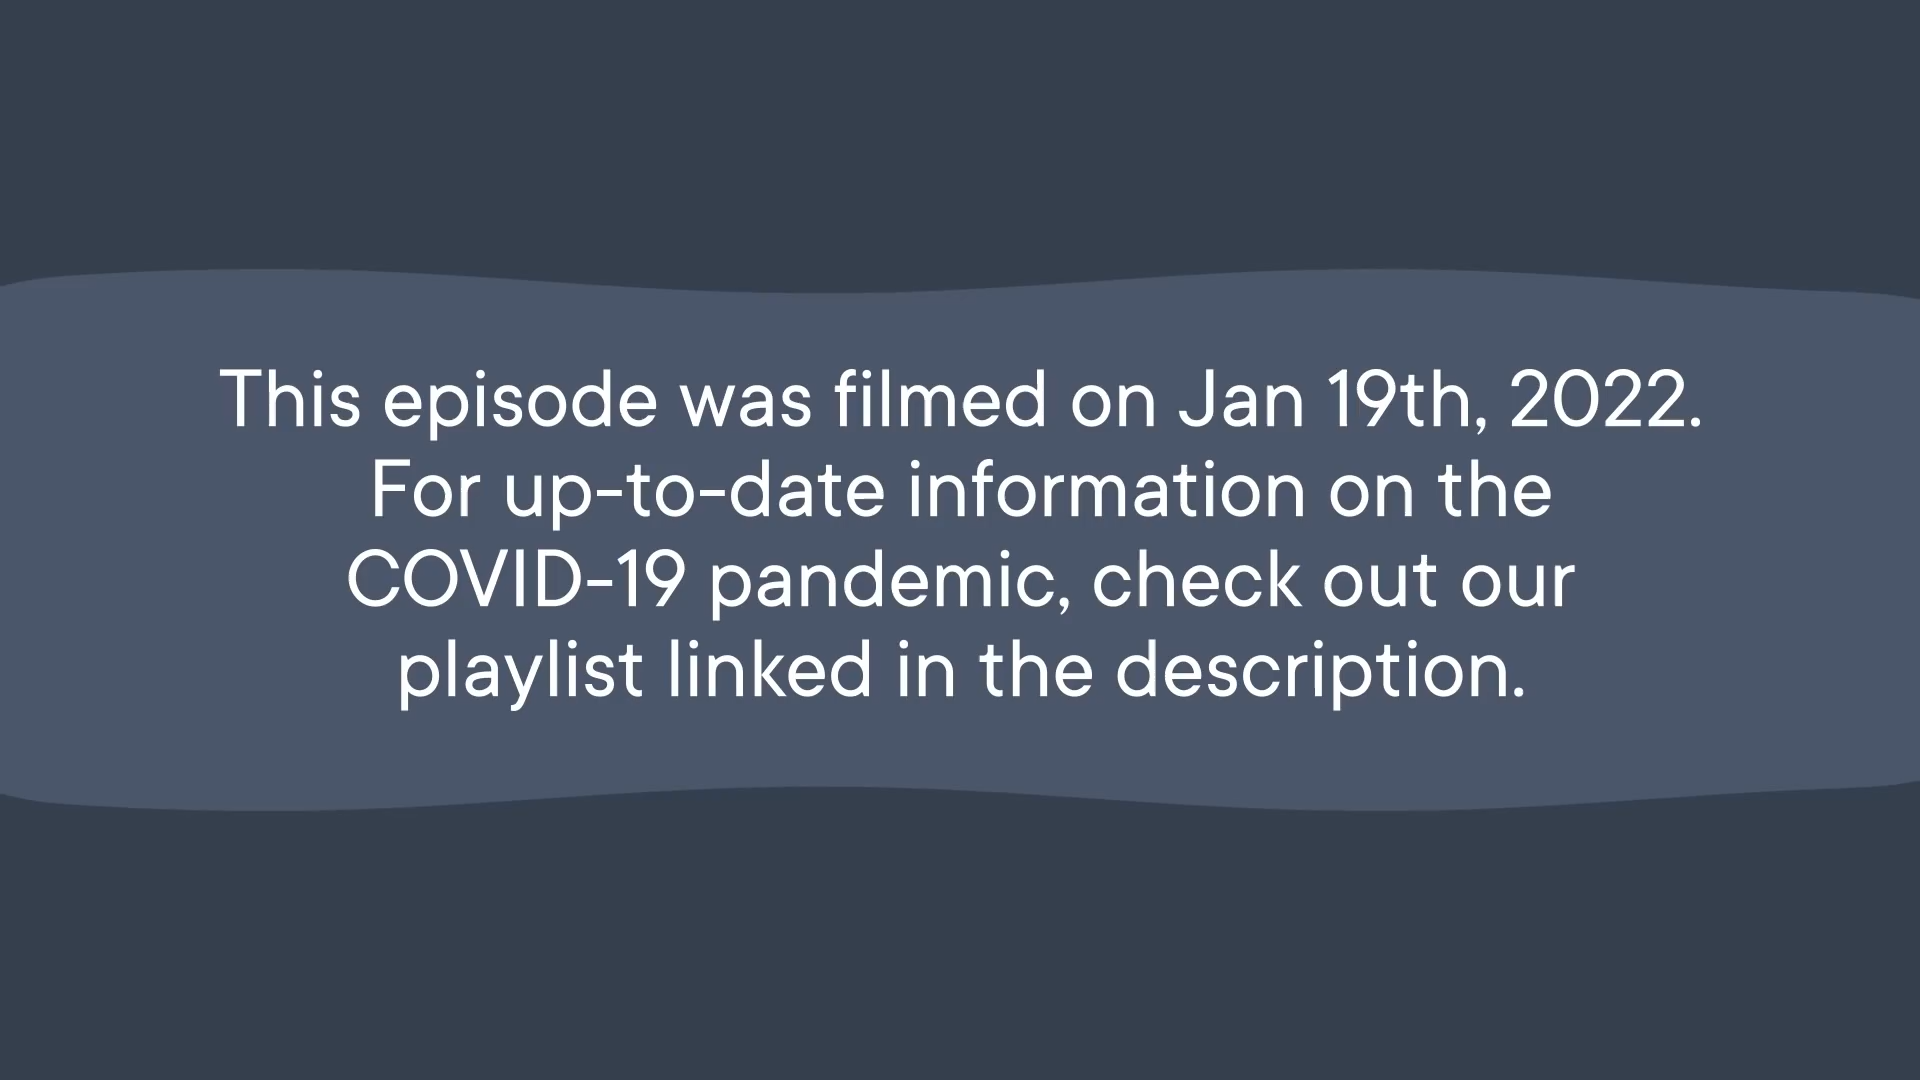 This episode was filmed on Jan 19th, 2022.
For up-to-date information on the
COVID-19 pandemic, check out our
playlist linked in the description.